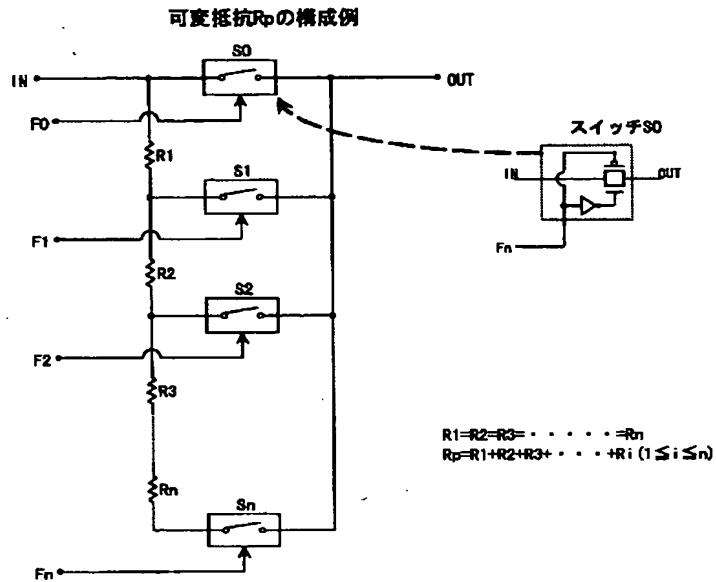 可変抵抗Rpの構成例
S0
IN
OUT
F0
スイッチS0
R1
IN
OUT
S1
F1
Fn
R2
S2
F2
R3
R1=R2=R3=・・・・・・=Rn
Rp=R1+R2+R3+・・・・+Ri(1≦i≦n)
Rn
Sn
Fn